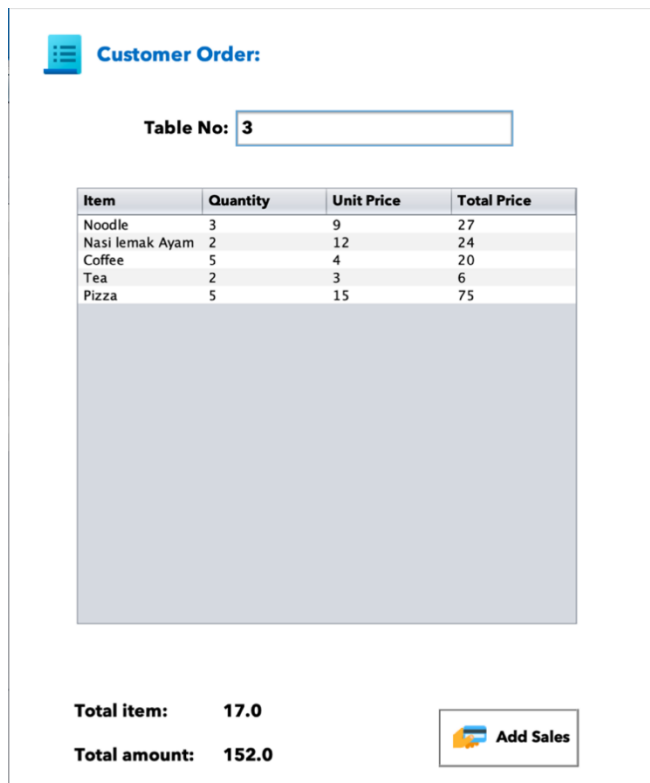 Customer Order:
Table No: 3
Item Quantity Unit Price Total Price
Noodle 3 9 27
Nasi lemak Ayam 2 12 24
Coffee 5 4 20
Tea 2 3 6
Pizza 5 15 75
Total item: 17.0
Add Sales
Total amount: 152.0